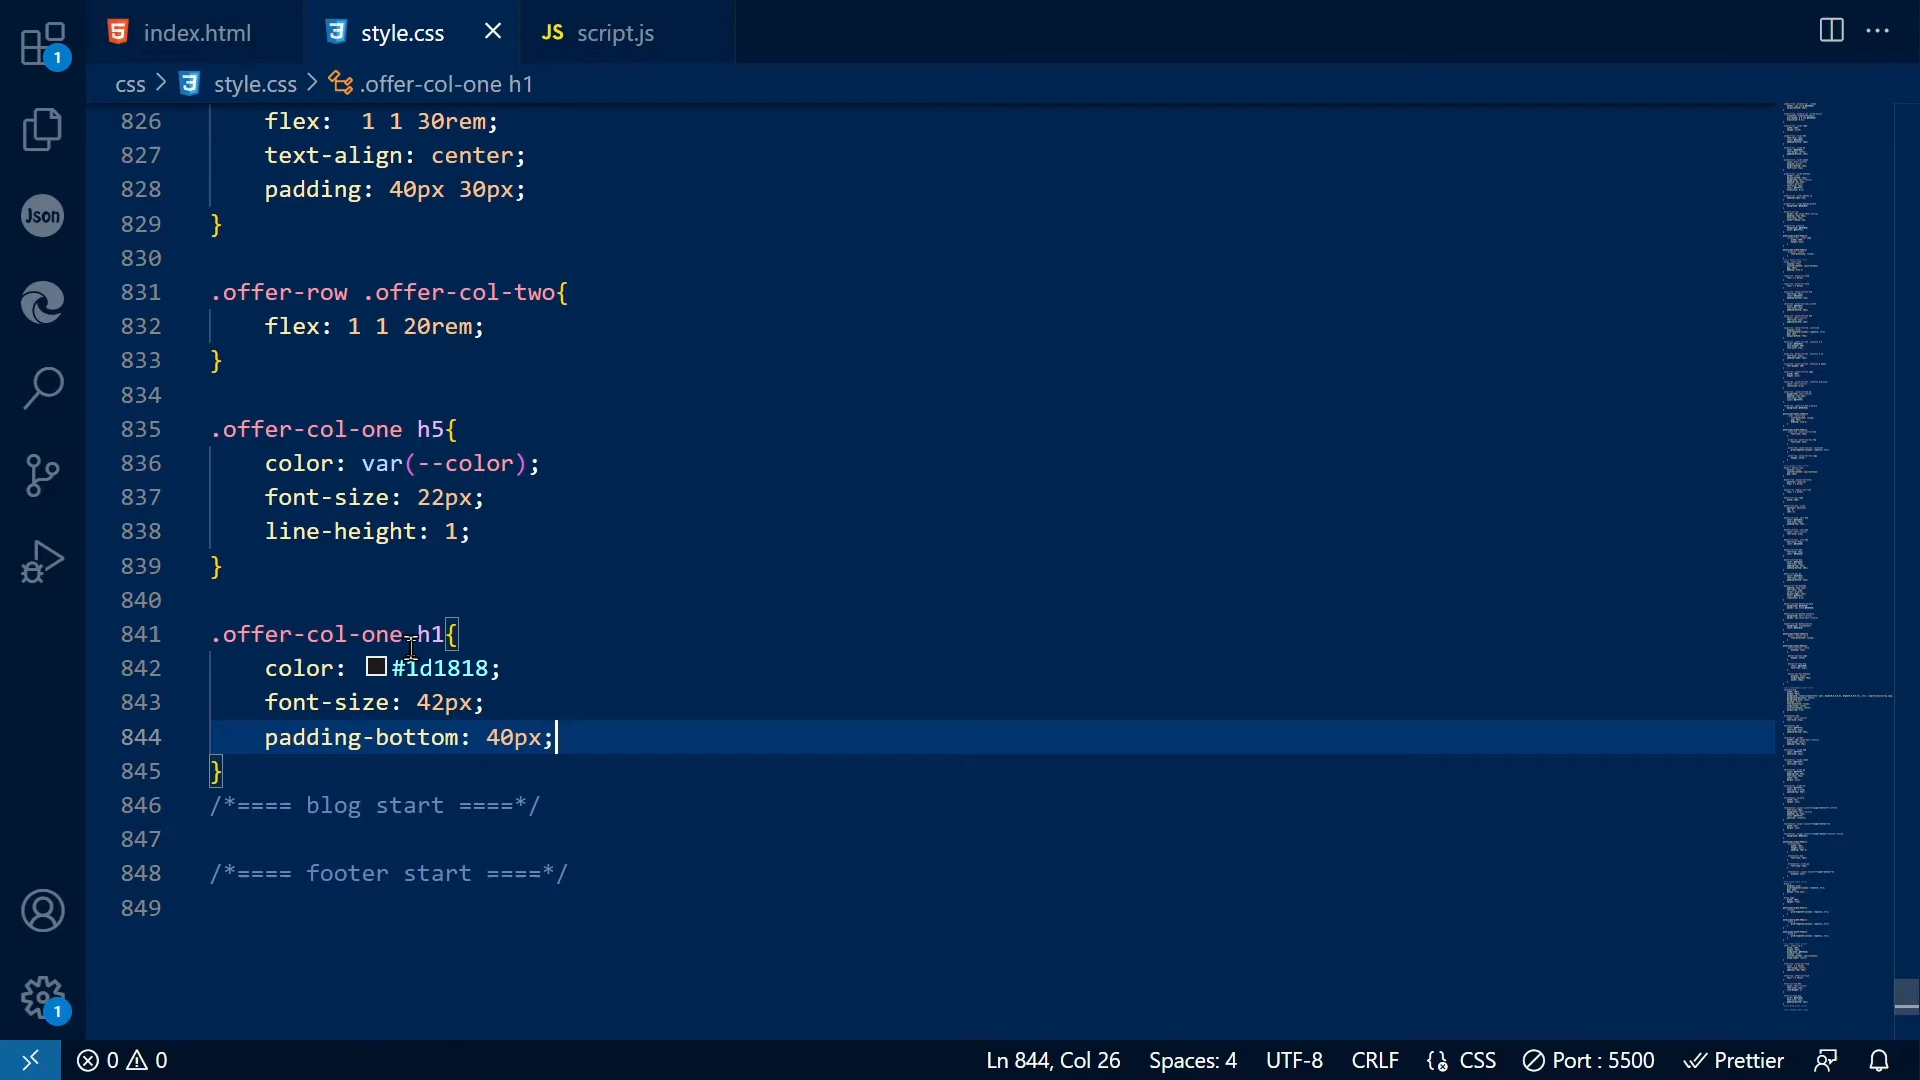 1
index.html
style.css
JS script.js
css > style.css > .offer-col-one h1
Json
826 flex:  1 1 30rem;
827 text-align: center;
828 padding: 40px 30px;
829 }
830
831 .offer-row .offer-col-two{
832 flex: 1 1 20rem;
833 }
834
835 .offer-col-one h5{
836 color: var(--color);
837 font-size: 22px;
838 line-height: 1;
839 }
840
841 .offer-col-one h1{
842 color: #1d1818;
843 font-size: 42px;
844 padding-bottom: 40px;
845 }
846 /*==== blog start ====*/
847
848 /*==== footer start ====*/
849
1
0 0 Ln 844, Col 26 Spaces: 4 UTF-8 CRLF CSS Port : 5500 Prettier